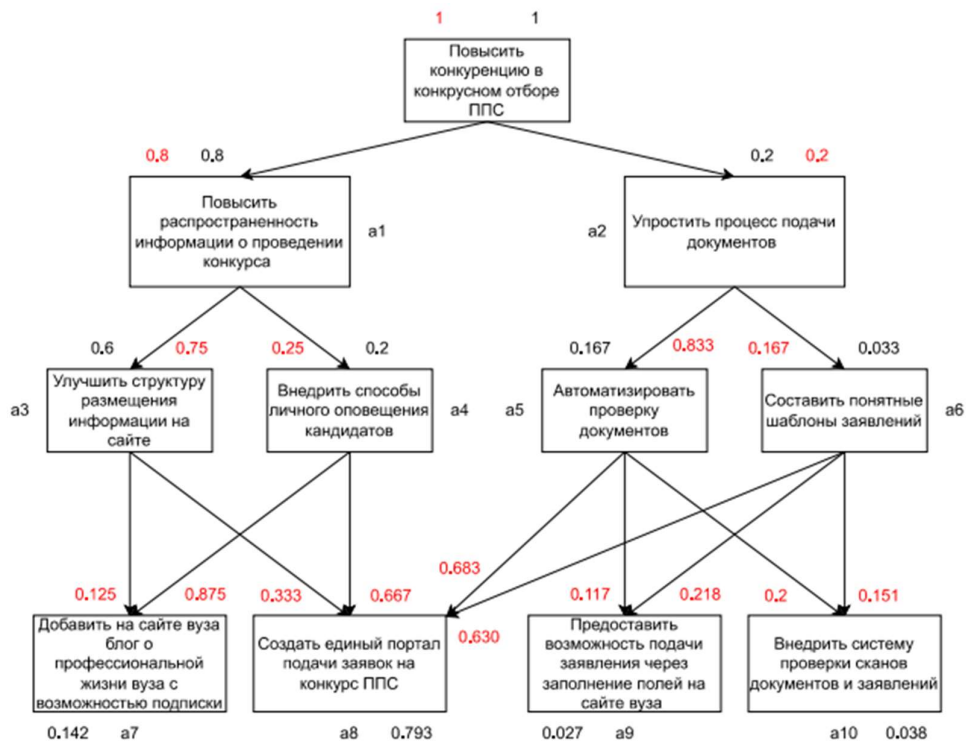 1 1
Повысить
конкуренцию в
конкрусном отборе
ППС
0.8 0.8 0.2 0.2
Повысить
распространенность
информации о проведении
конкурса
a1
a2
Упростить процесс подачи
документов
0.6 0.75 0.25 0.2 0.167 0.833 0.167 0.033
a3
Улучшить структуру
размещения
информации на
сайте
Внедрить способы
личного оповещения
кандидатов
a4
a5
Автоматизировать
проверку
документов
Составить понятные
шаблоны заявлений
a6
0.683
0.125 0.875 0.333 0.667 0.117 0.218 0.2 0.151
0.630
Добавить на сайте вуза
блог о
профессиональной
жизни вуза с
возможностью подписки
Создать единый портал
подачи заявок на
конкурс ППС
Предоставить
возможность подачи
заявления через
заполнение полей на
сайте вуза
Внедрить систему
проверки сканов
документов и заявлений
0.142 a7 a8 0.793 0.027 a9 a10 0.038